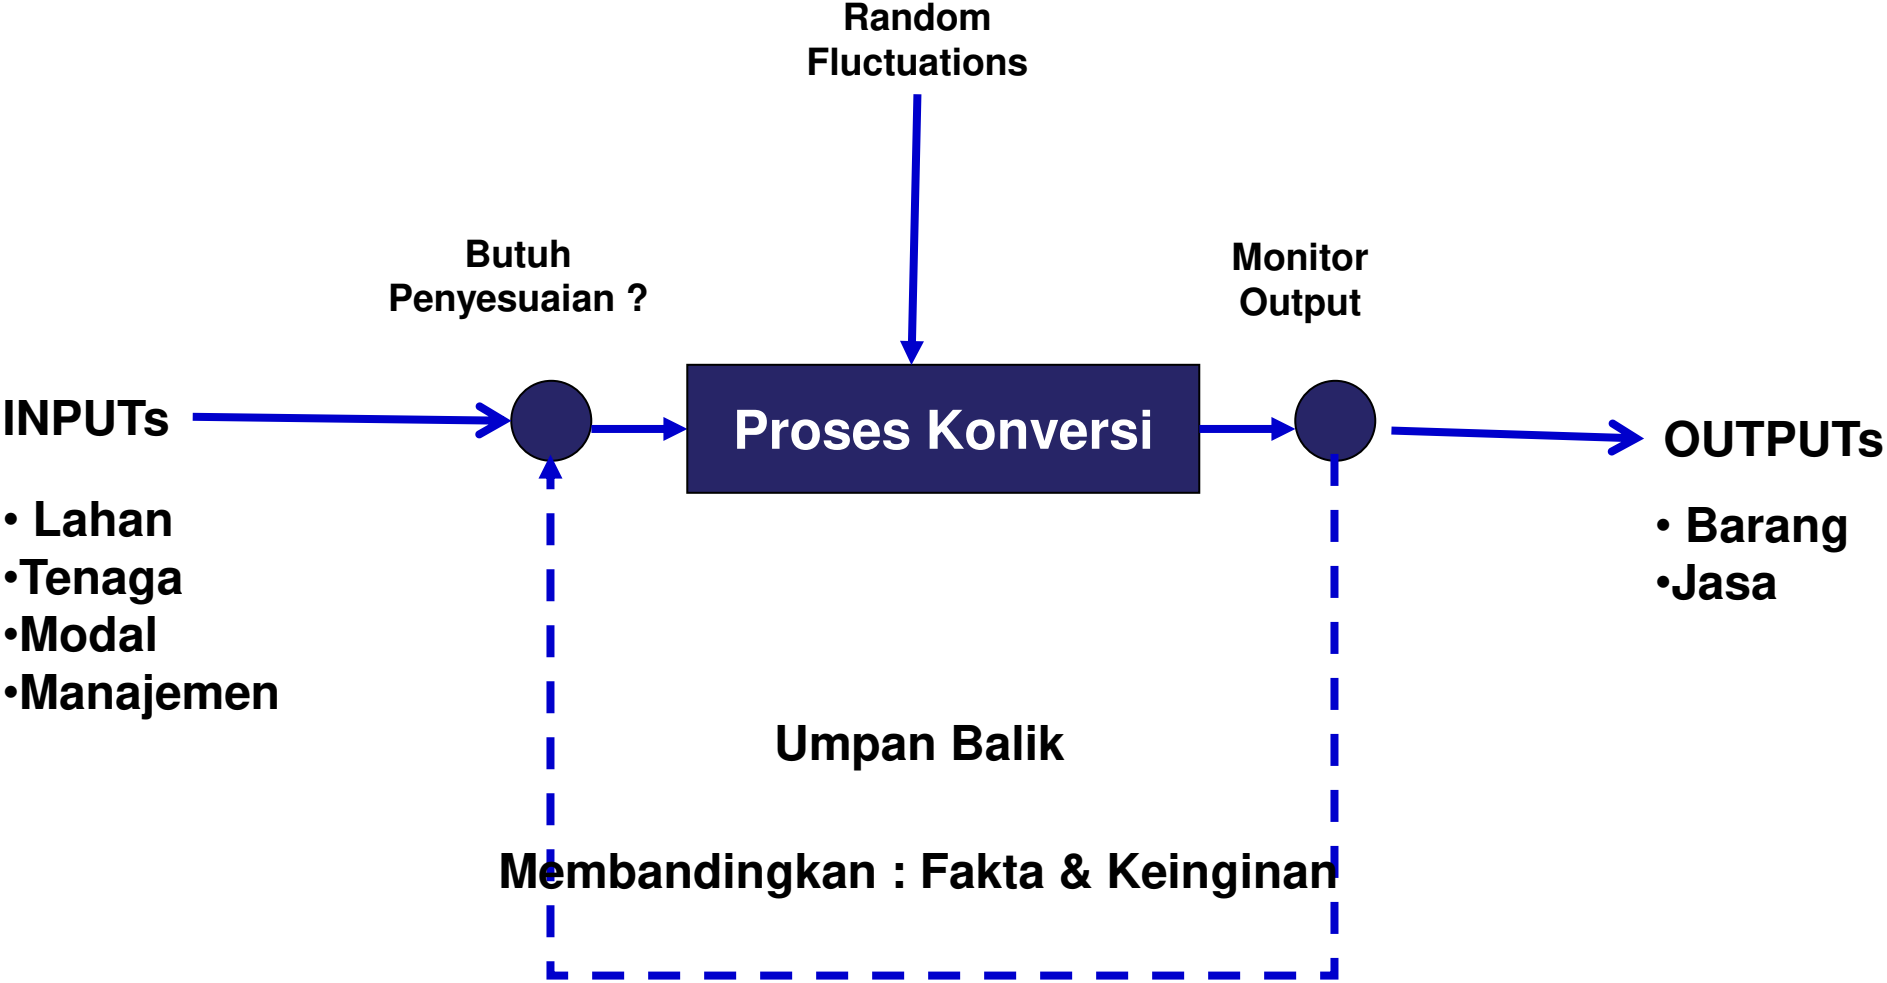 Random
Fluctuations
Butuh
Penyesuaian ?
Monitor
Output
INPUTs
Proses Konversi
OUTPUTs
• Lahan
•Tenaga
•Modal
•Manajemen
• Barang
•Jasa
Umpan Balik
Membandingkan : Fakta & Keinginan